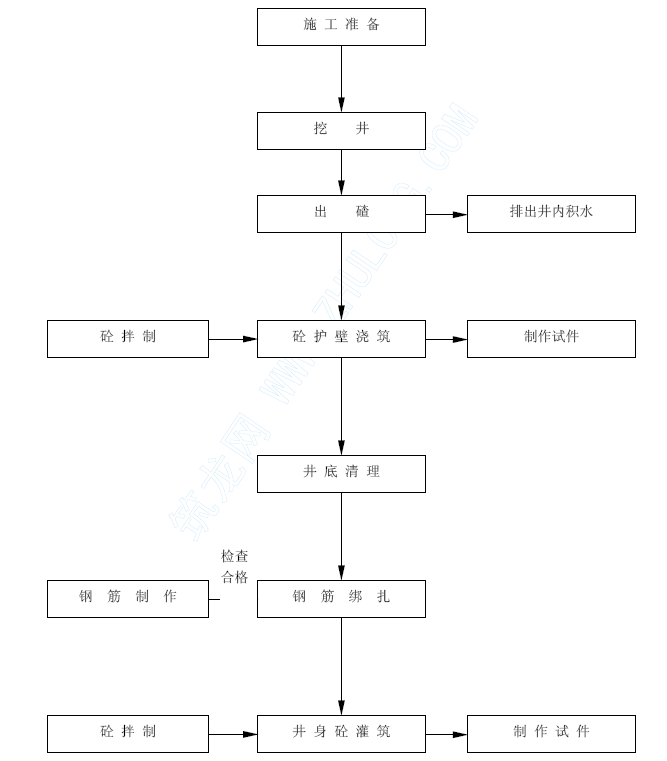 施工准备
挖 井
出 碴
排出井内积水
砼拌制
砼护壁浇筑
制作试件
井底清理
检查
合格
钢筋制作
钢筋绑扎
砼拌制
井身砼灌筑
制作试件
筑龙网 WWW.ZHULONG.COM